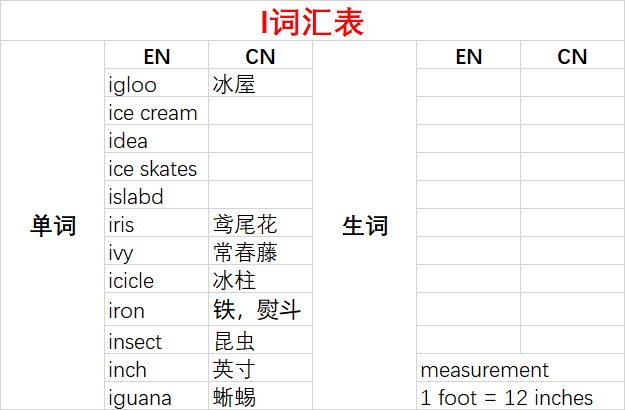 I词汇表
EN CN EN CN
igloo 冰屋
ice cream
idea
ice skates
islabd
单词 iris 鸢尾花 生词
ivy 常春藤
icicle 冰柱
iron 铁，熨斗
insect 昆虫
inch 英寸 measurement
iguana 蜥蜴 1 foot = 12 inches